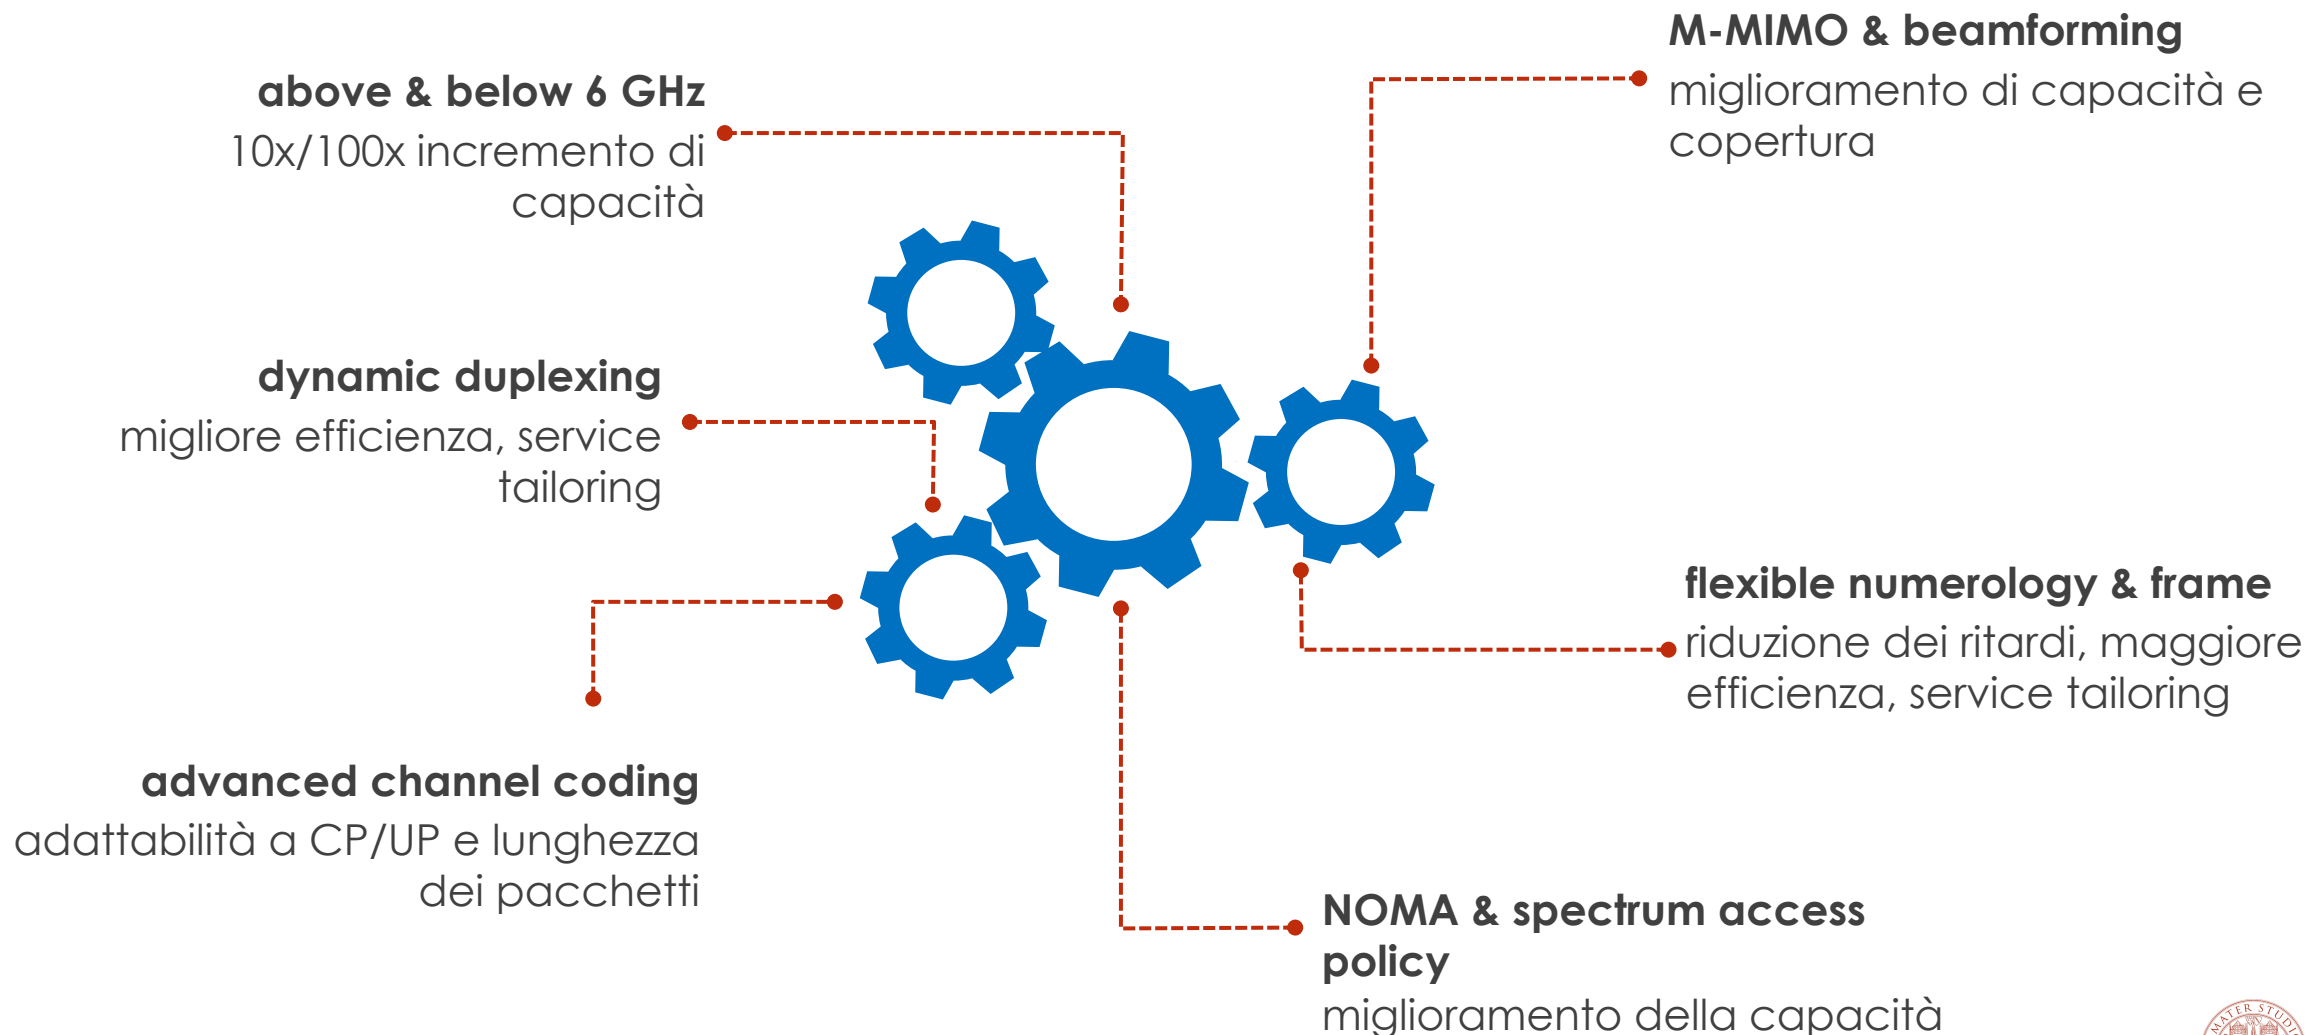 above & below 6 GHz
10x/100x incremento di
capacità
M-MIMO & beamforming
miglioramento di capacità e
copertura
dynamic duplexing
migliore efficienza, service
tailoring
flexible numerology & frame
riduzione dei ritardi, maggiore
efficienza, service tailoring
advanced channel coding
adattabilità a CP/UP e lunghezza
dei pacchetti
NOMA & spectrum access
policy
miglioramento della capacità
MATER STUD